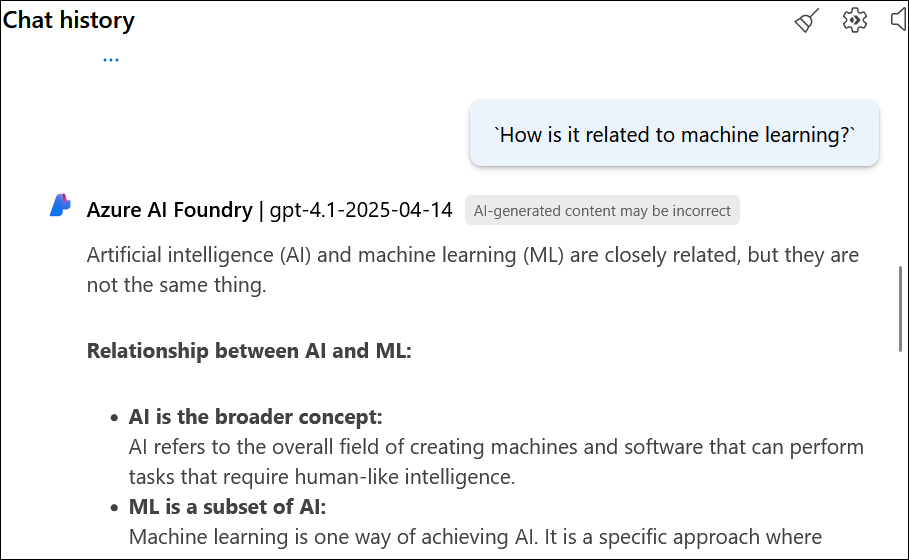 Chat history
...
`How is it related to machine learning?`
Azure AI Foundry | gpt-4.1-2025-04-14 AI-generated content may be incorrect
Artificial intelligence (AI) and machine learning (ML) are closely related, but they are
not the same thing.
Relationship between AI and ML:
• AI is the broader concept:
AI refers to the overall field of creating machines and software that can perform
tasks that require human-like intelligence.
• ML is a subset of AI:
Machine learning is one way of achieving AI. It is a specific approach where